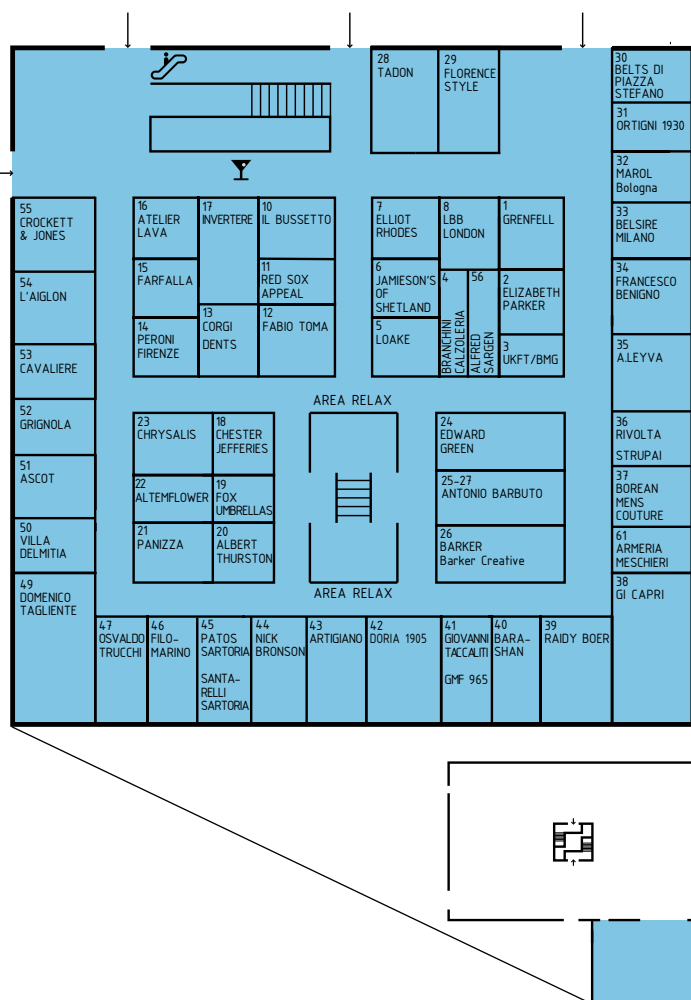 28
TADON
29
FLORENCE
STYLE
30
BELTS DI
PIAZZA
STEFANO
31
ORTIGNI 1930
32
MAROL
Bologna
33
BELSIRE
MILANO
34
FRANCESCO
BENIGNO
35
A.LEYVA
36
RIVOLTA
STRUPAI
37
BOREAN
MENS
COUTURE
61
ARMERIA
MESCHIERI
38
GI CAPRI
55
CROCKETT
& JONES
54
L'AIGLON
53
CAVALIERE
52
GRIGNOLA
51
ASCOT
50
VILLA
DELMITIA
49
DOMENICO
TAGLIENTE
16
ATELIER
LAVA
17
INVERTERE
10
IL BUSSETTO
15
FARFALLA
11
RED SOX
APPEAL
14
PERONI
FIRENZE
13
CORGI
DENTS
12
FABIO TOMA
7
ELLIOT
RHODES
8
LBB
LONDON
1
GRENFELL
6
JAMIESON'S
OF
SHETLAND
5
LOAKE
4
BRANCHINI
CALZOLERIA
56
ALFRED
SARGEN
2
ELIZABETH
PARKER
3
UKFT/BMG
AREA RELAX
23
CHRYSALIS
18
CHESTER
JEFFERIES
22
ALTEMFLOWER
19
FOX
UMBRELLAS
21
PANIZZA
20
ALBERT
THURSTON
24
EDWARD
GREEN
25-27
ANTONIO BARBUTO
26
BARKER
Barker Creative
AREA RELAX
47
OSVALDO
TRUCCHI
46
FILO-
MARINO
45
PATOS
SARTORIA
SANTA-
RELLI
SARTORIA
44
NICK
BRONSON
43
ARTIGIANO
42
DORIA 1905
41
GIOVANNI
TACCALITI
GMF 965
40
BARA-
SHAN
39
RAIDY BOER